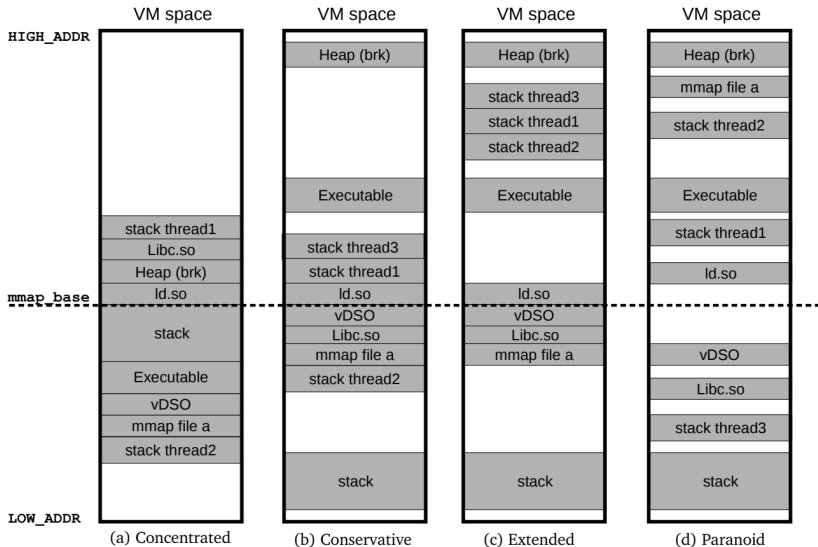 VM space VM space VM space VM space
HIGH_ADDR
mmap_base
LOW_ADDR
stack thread1
Libc.so
Heap (brk)
ld.so
stack
Executable
vDSO
mmap file a
stack thread2
(a) Concentrated
Heap (brk)
Executable
stack thread3
stack thread1
ld.so
vDSO
Libc.so
mmap file a
stack thread2
stack
(b) Conservative
Heap (brk)
stack thread3
stack thread1
stack thread2
Executable
ld.so
vDSO
Libc.so
mmap file a
stack
(c) Extended
Heap (brk)
mmap file a
stack thread2
Executable
stack thread1
ld.so
vDSO
Libc.so
stack thread3
stack
(d) Paranoid